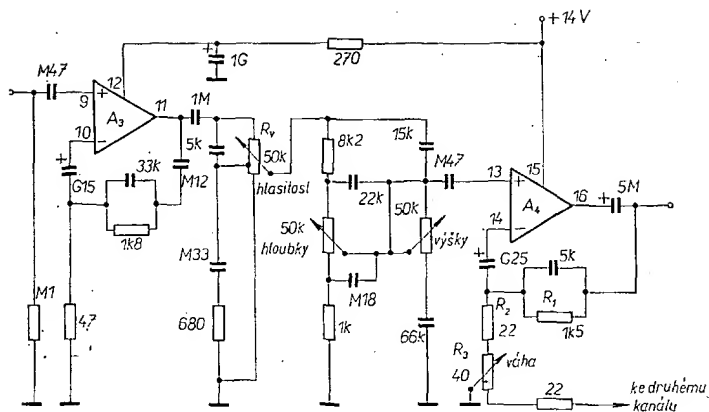 +14V
M47
12
1G
270
9
+
A3
11
1M
10
−
5k
Rv
50k
hlasitost
8k2
15k
M47
13
+
15
A4
16
5M
G15
33k
M12
22k
14
−
1k8
50k
hloubky
50k
výšky
G25
5k
M33
M18
R2
22
R1
1k5
M1
47
680
1k
66k
R3
40
váha
22
ke druhému
kanálu